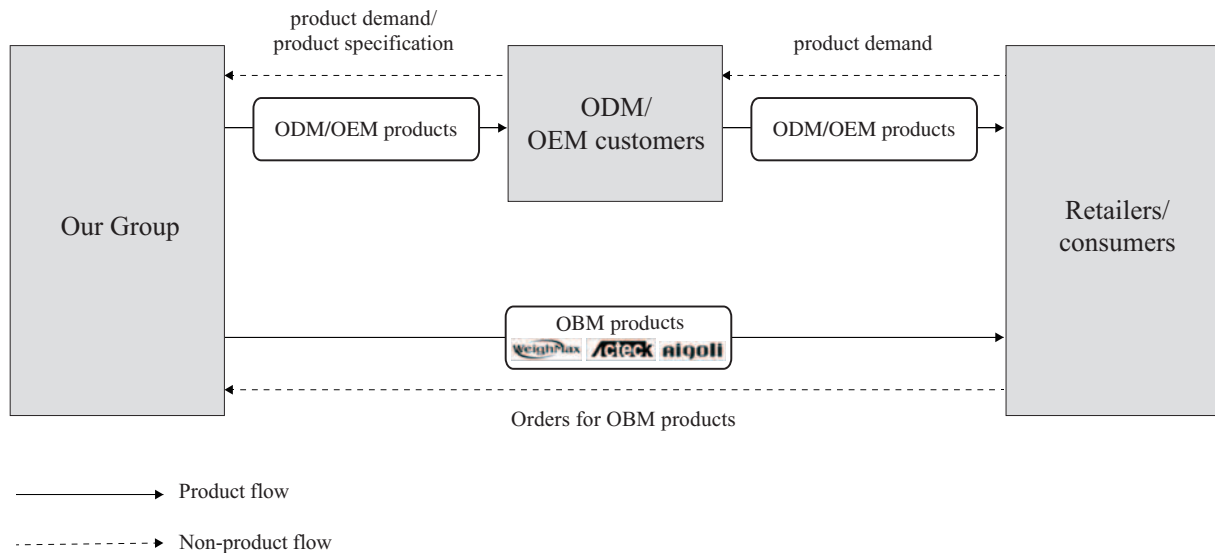 product demand/
product specification
product demand
ODM/OEM products
ODM/
OEM customers
ODM/OEM products
Our Group
Retailers/
consumers
OBM products
WeighMax Acteck aigoli
Orders for OBM products
Product flow
Non-product flow